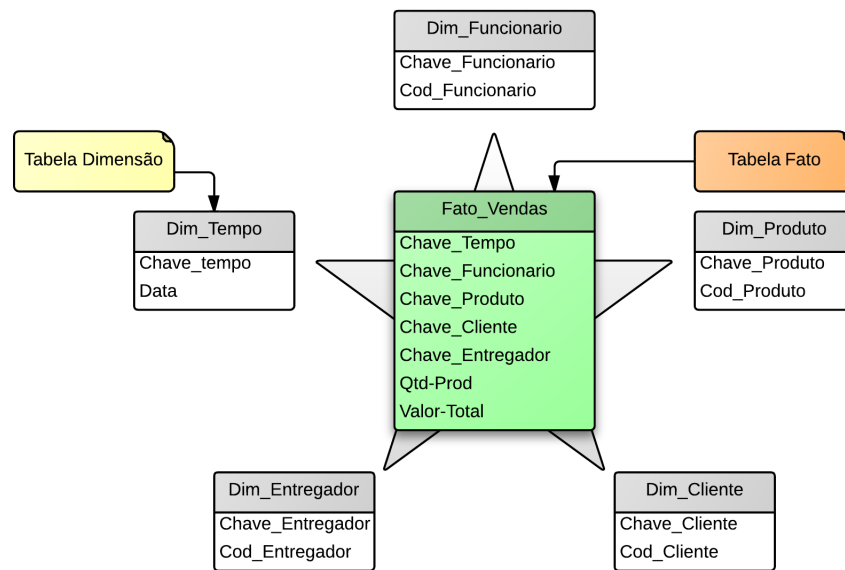 Dim_Funcionario
Chave_Funcionario
Cod_Funcionario
Tabela Dimensão
Tabela Fato
Dim_Tempo
Chave_tempo
Data
Fato_Vendas
Chave_Tempo
Chave_Funcionario
Chave_Produto
Chave_Cliente
Chave_Entregador
Qtd-Prod
Valor-Total
Dim_Produto
Chave_Produto
Cod_Produto
Dim_Entregador
Chave_Entregador
Cod_Entregador
Dim_Cliente
Chave_Cliente
Cod_Cliente